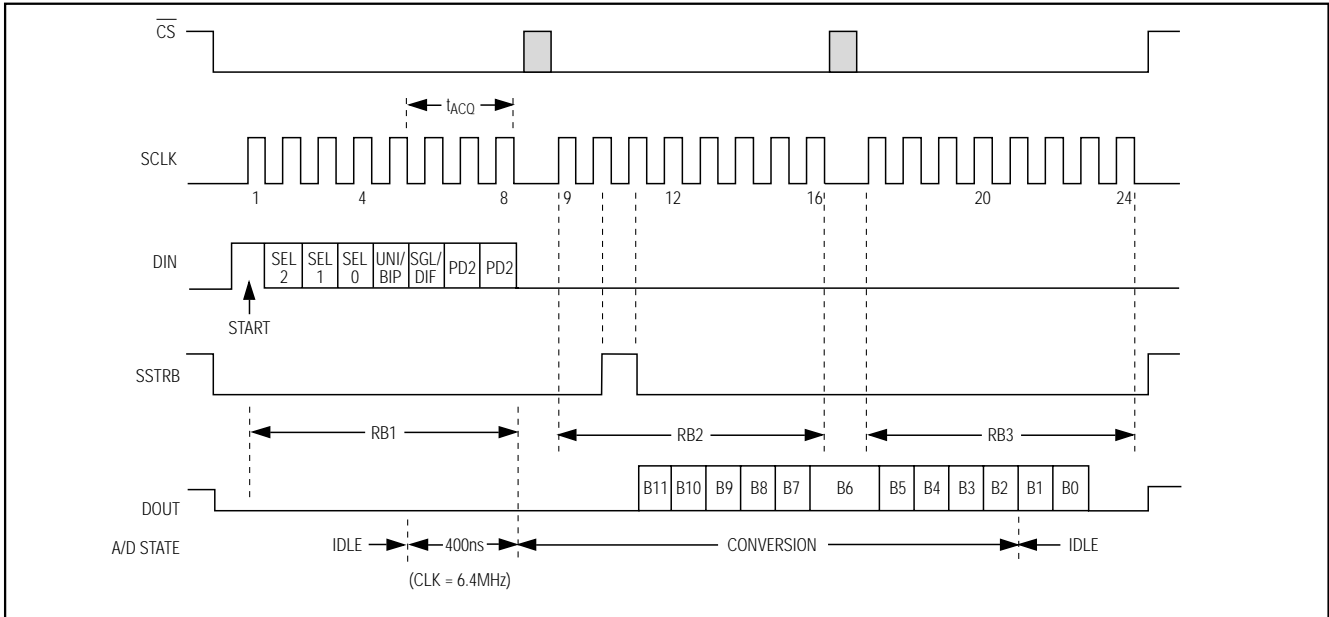 CS
tACQ
SCLK
1 4 8 9 12 16 20 24
DIN
SEL 2
SEL 1
SEL 0
UNI/ BIP
SGL/ DIF
PD2
PD2
START
SSTRB
RB1 RB2 RB3
B11 B10 B9 B8 B7 B6 B5 B4 B3 B2 B1 B0
DOUT
A/D STATE IDLE 400ns CONVERSION IDLE
(CLK = 6.4MHz)